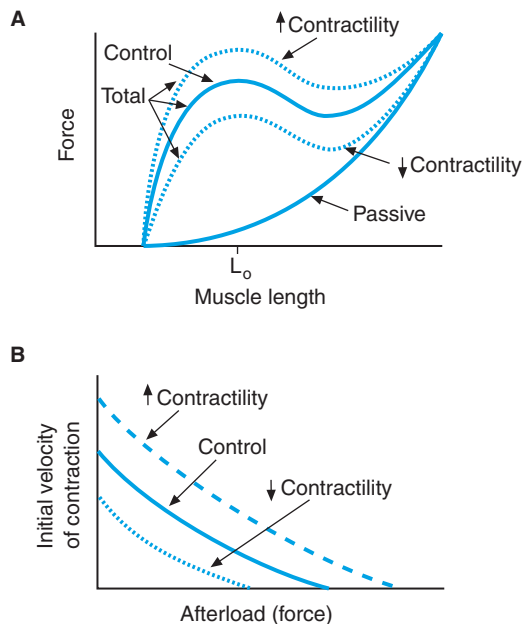 A
↑Contractility
Control
Total
Force
↓Contractility
Passive
Lo
Muscle length
B
↑Contractility
Control
↓Contractility
Initial velocity
of contraction
Afterload (force)